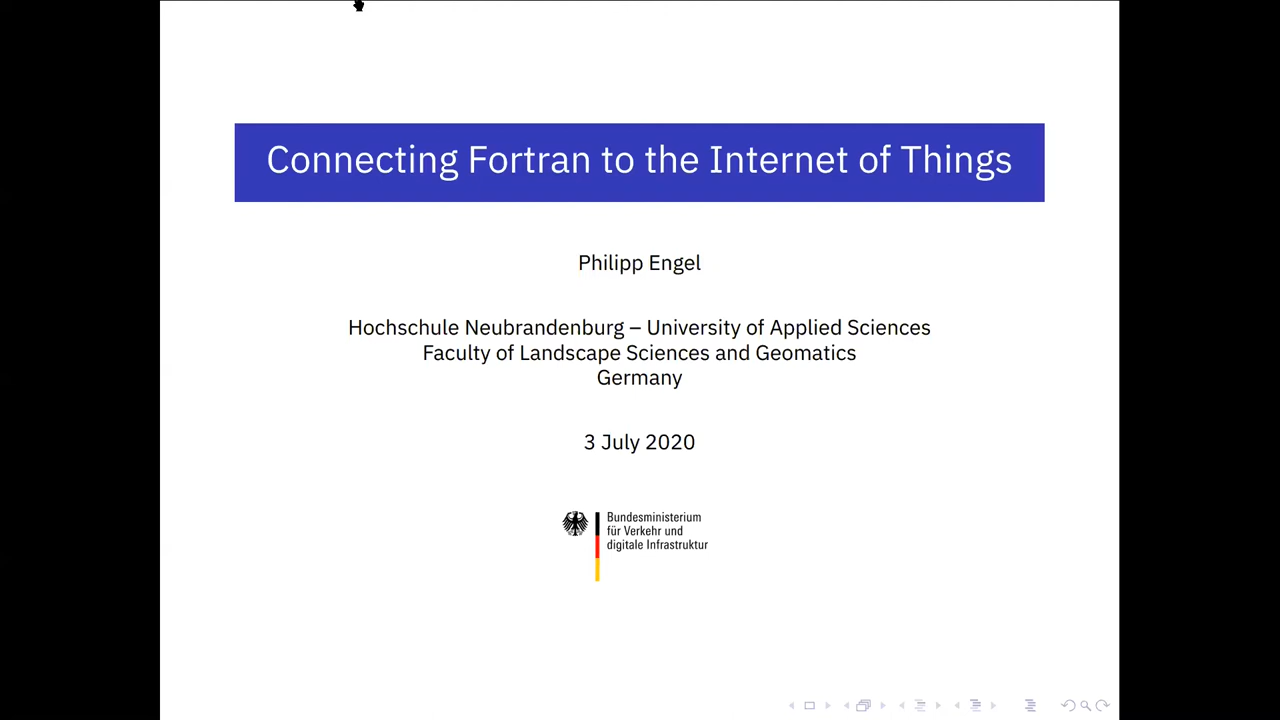 Connecting Fortran to the Internet of Things
Philipp Engel
Hochschule Neubrandenburg – University of Applied Sciences
Faculty of Landscape Sciences and Geomatics
Germany
3 July 2020
Bundesministerium
für Verkehr und
digitale Infrastruktur